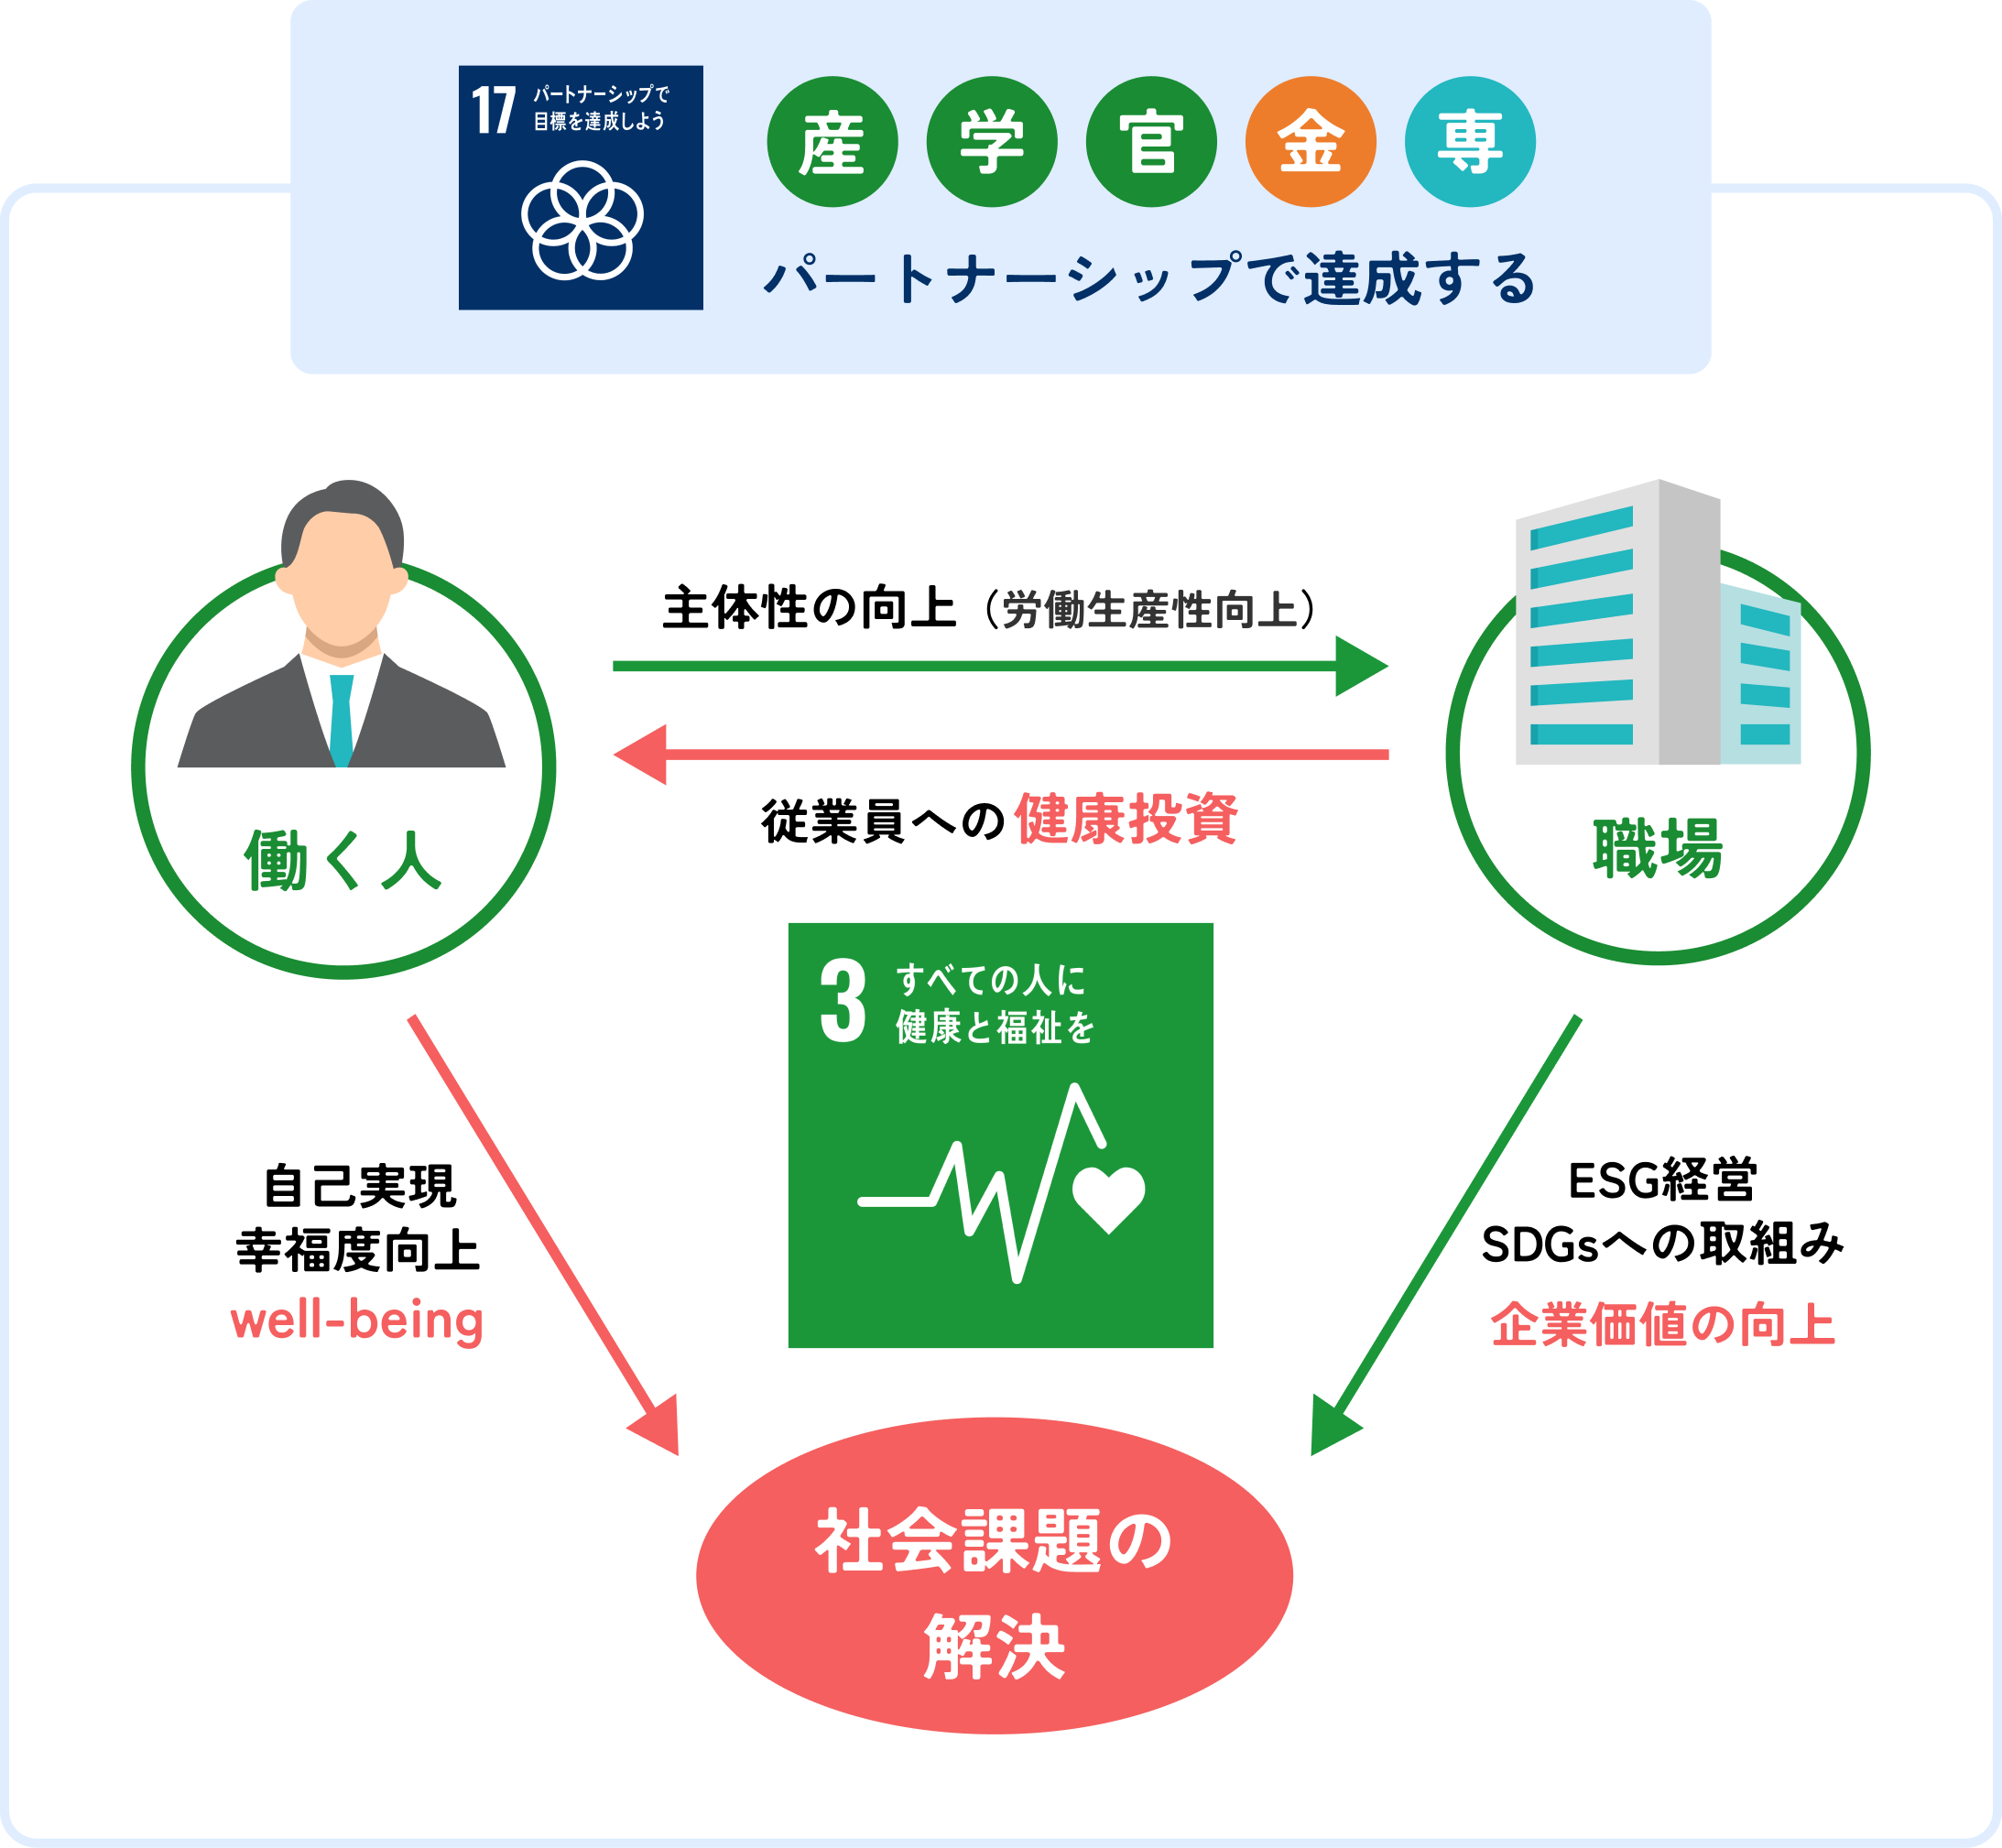 17 パートナーシップで
目標を達成しよう
産 学 官 金 専
パートナーシップで達成する
主体性の向上（労働生産性向上）
従業員への健康投資
働く人
職場
3 すべての人に
健康と福祉を
自己実現
幸福度向上
well-being
ESG経営
SDGsへの取組み
企業価値の向上
社会課題の
解決